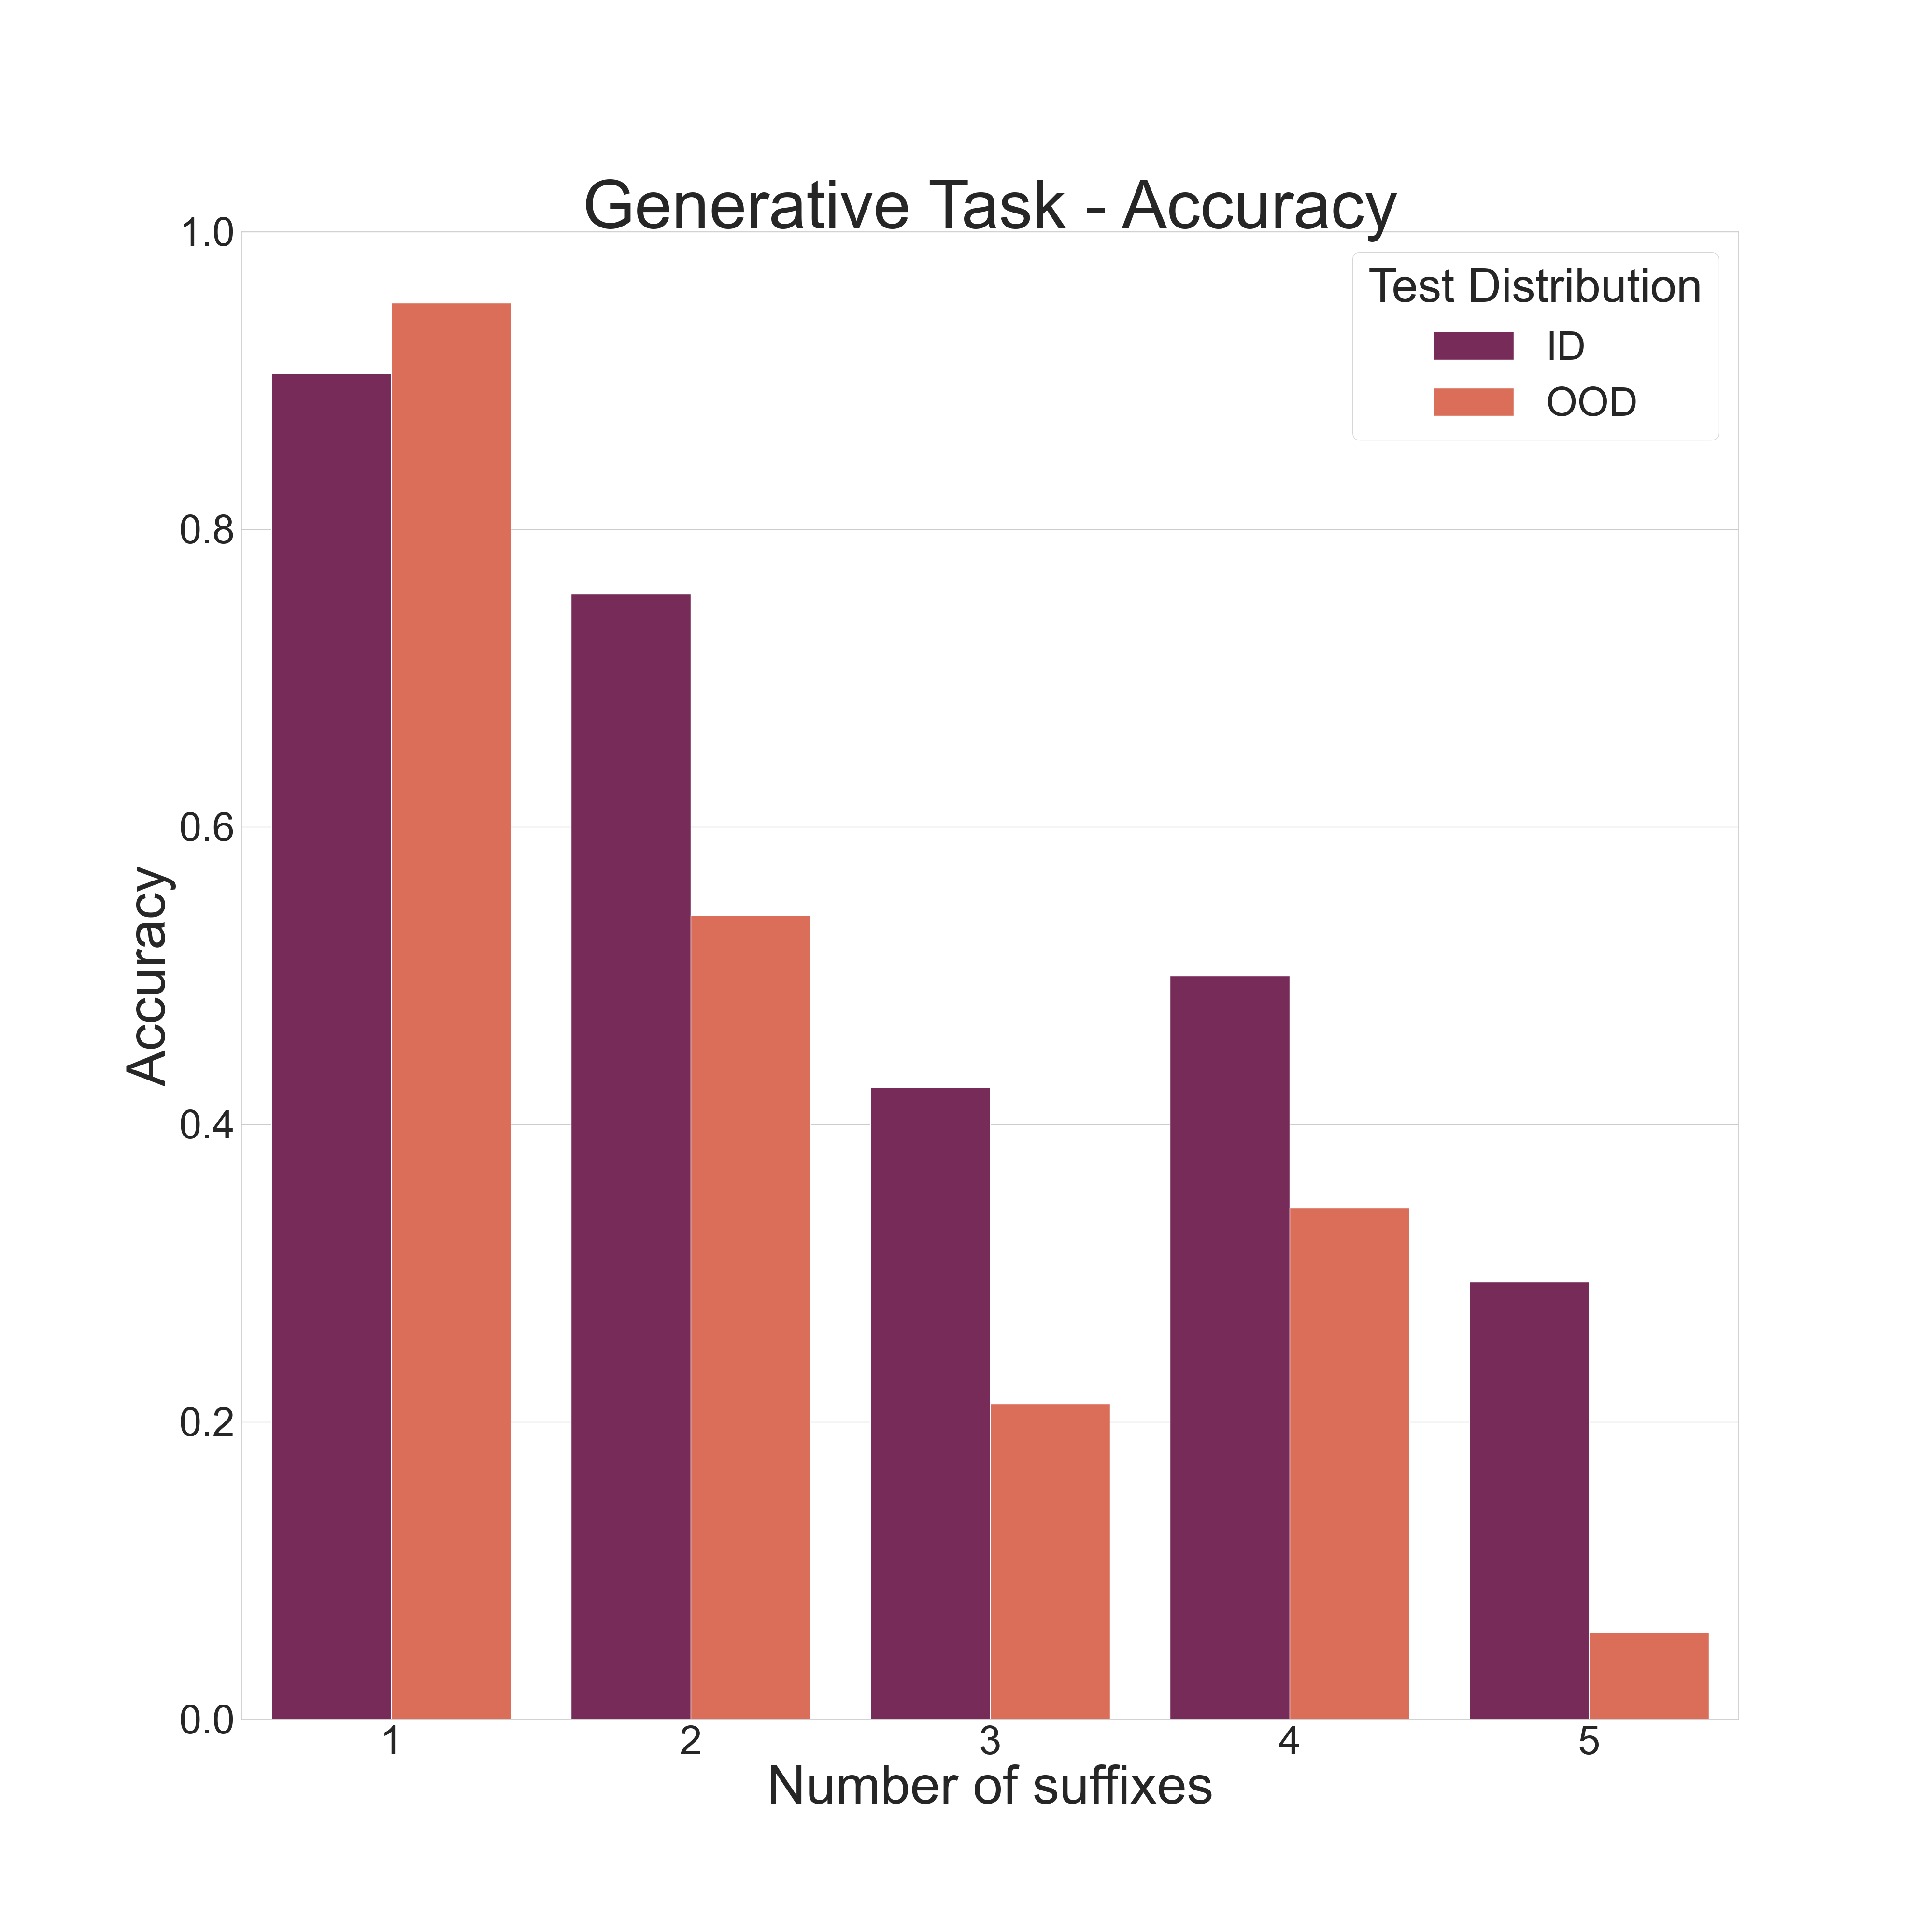 Generative Task - Accuracy
1.0
0.8
0.6
0.4
0.2
0.0
Accuracy
Test Distribution
ID
OOD
1 2 3 4 5
Number of suffixes